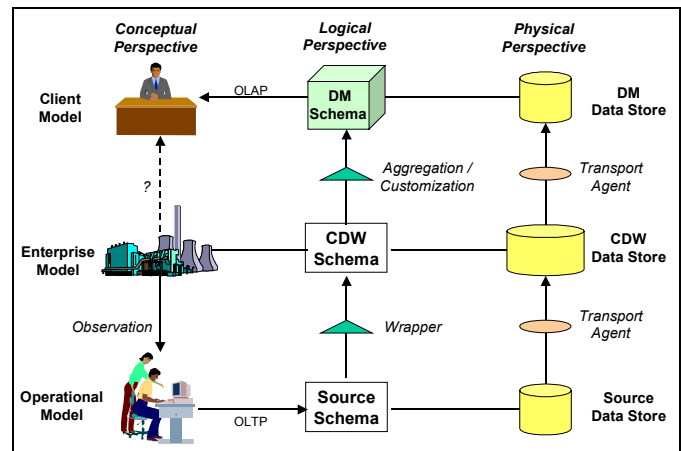 Conceptual
Perspective
Logical
Perspective
Physical
Perspective
Client
Model
OLAP
DM
Schema
DM
Data Store
?
Aggregation /
Customization
Transport
Agent
Enterprise
Model
CDW
Schema
CDW
Data Store
Observation
Wrapper
Transport
Agent
Operational
Model
OLTP
Source
Schema
Source
Data Store